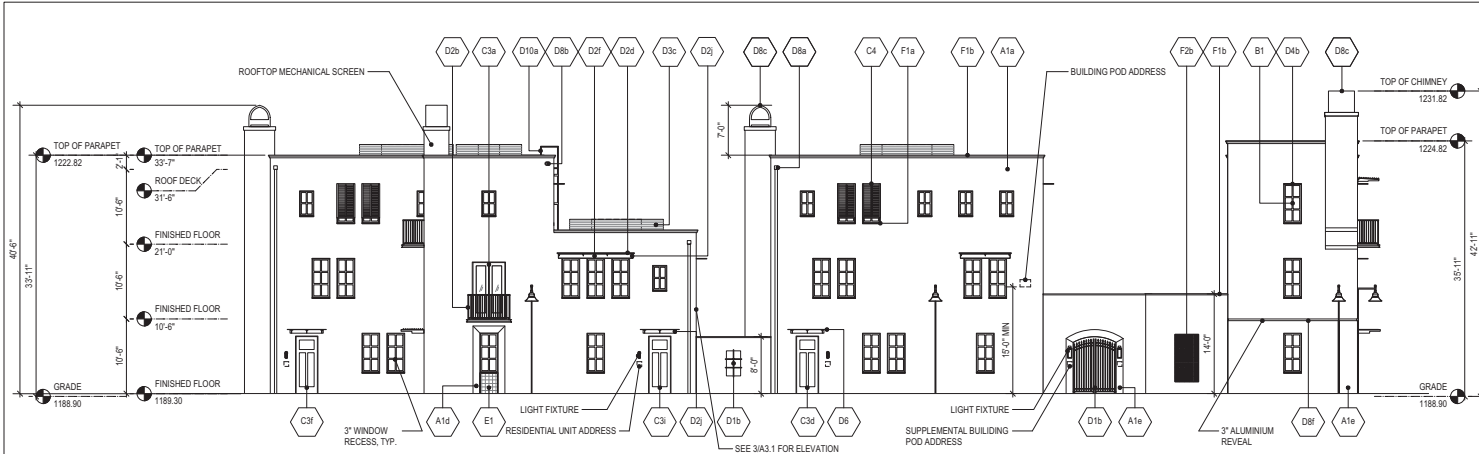 D2b
C3a
D10a
D8b
D2f
D2d
D3c
D2j
D8c
D8a
C4
F1a
F1b
A1a
F2b
F1b
B1
D4b
D8c
ROOFTOP MECHANICAL SCREEN
BUILDING POD ADDRESS
TOP OF CHIMNEY
1231.82
7'-0"
TOP OF PARAPET
1222.82
TOP OF PARAPET
33'-7"
2'-1"
TOP OF PARAPET
1224.82
ROOF DECK
31'-6"
10'-6"
FINISHED FLOOR
21'-0"
40'-6"
33'-11"
10'-6"
35'-11"
42'-11"
FINISHED FLOOR
10'-6"
10'-6"
15'-0" MIN.
8'-0"
14'-0"
GRADE
1188.90
FINISHED FLOOR
1189.30
GRADE
1188.90
C3f
3" WINDOW
RECESS, TYP.
A1d
E1
LIGHT FIXTURE
RESIDENTIAL UNIT ADDRESS
C3i
D2j
D1b
SEE 3/A3.1 FOR ELEVATION
C3d
D6
LIGHT FIXTURE
SUPPLEMENTAL BUILDING
POD ADDRESS
D1b
A1e
3" ALUMINIUM
REVEAL
D8f
A1e